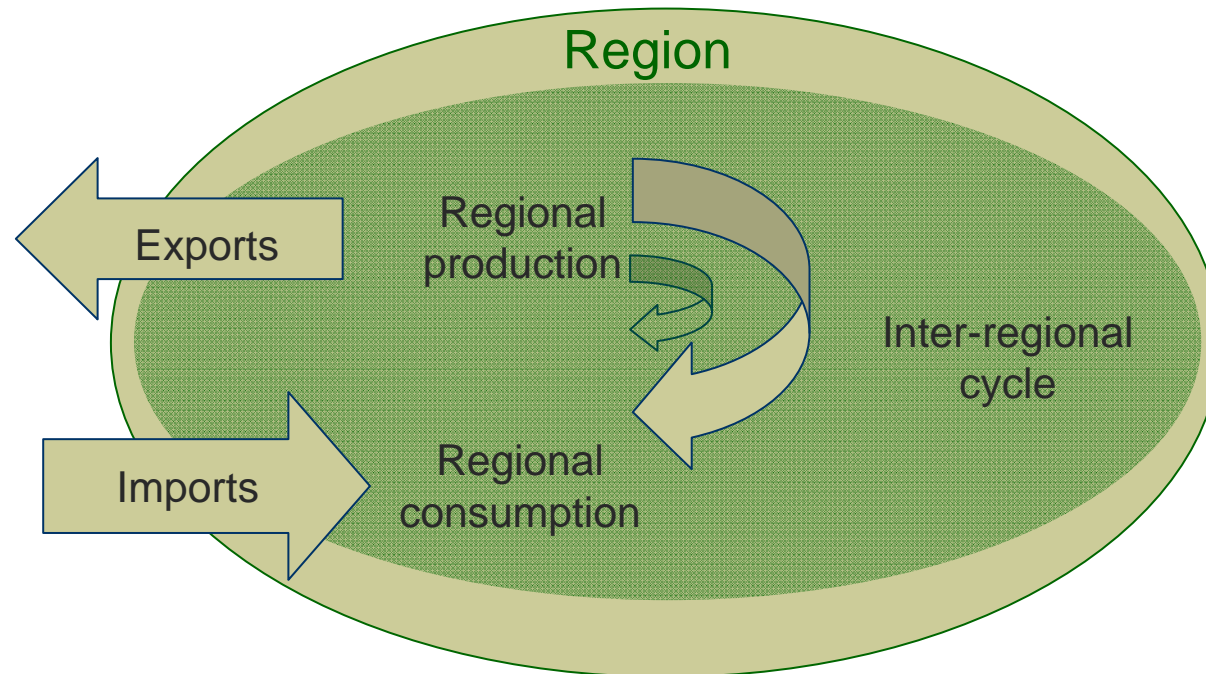 Region
Exports
Regional
production
Inter-regional
cycle
Imports
Regional
consumption